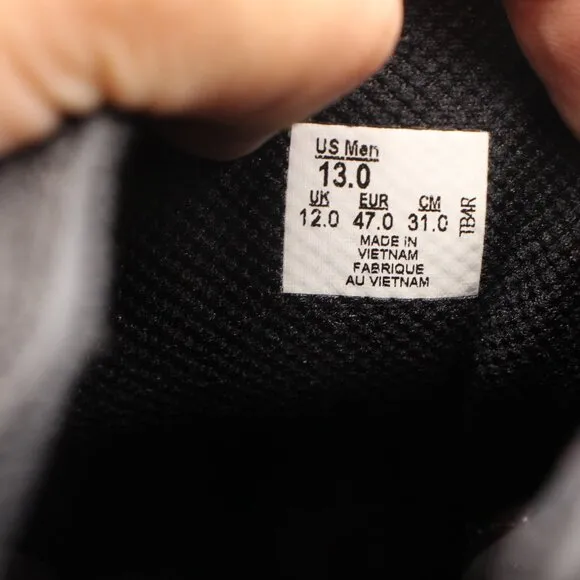 US Men
13.0
UK EUR CM
12.0 47.0 31.0
MADE IN
VIETNAM
FABRIQUE
AU VIETNAM
TB4R